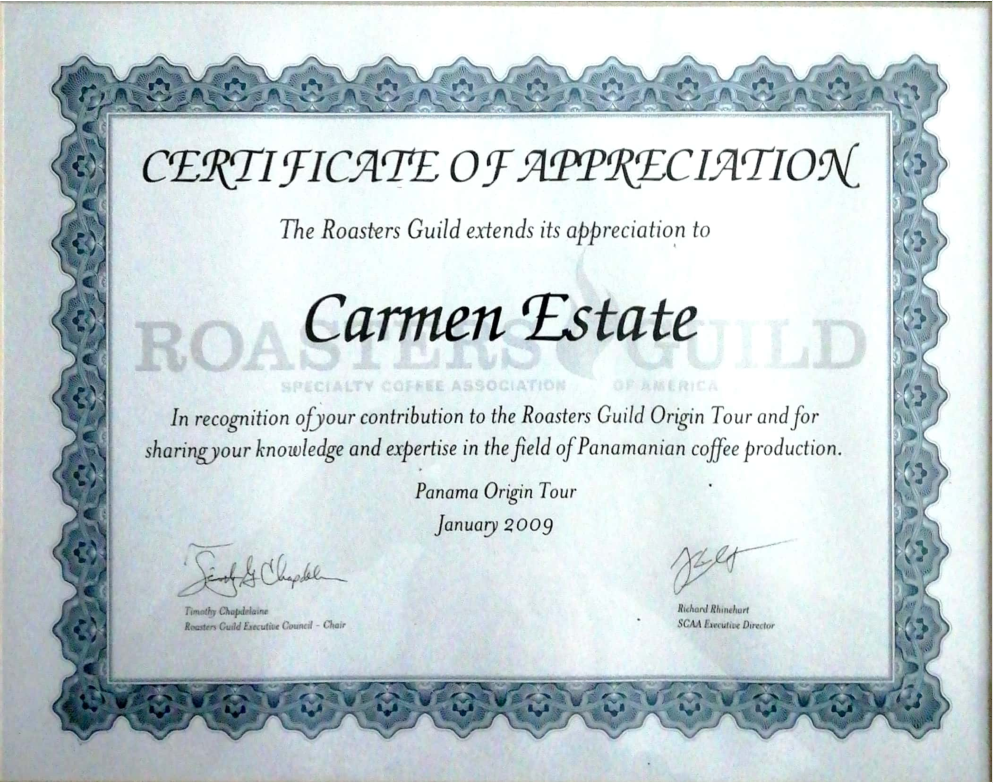 CERTIFICATE OF APPRECIATION
The Roasters Guild extends its appreciation to
Carmen Estate
ROASTERS GUILD
SPECIALTY COFFEE ASSOCIATION OF AMERICA
In recognition of your contribution to the Roasters Guild Origin Tour and for
sharing your knowledge and expertise in the field of Panamanian coffee production.
Panama Origin Tour
January 2009
Timothy Chapdelaine
Roasters Guild Executive Council - Chair
Richard Rhinehart
SCAA Executive Director